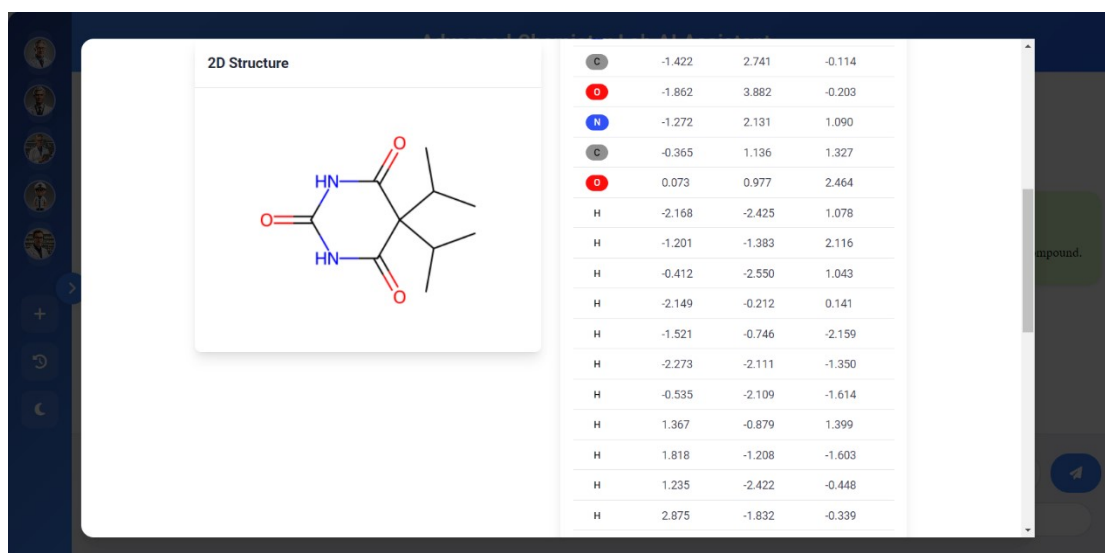 2D Structure
O
HN
O
HN
O
C -1.422 2.741 -0.114
O -1.862 3.882 -0.203
N -1.272 2.131 1.090
C -0.365 1.136 1.327
O 0.073 0.977 2.464
H -2.168 -2.425 1.078
H -1.201 -1.383 2.116
H -0.412 -2.550 1.043
H -2.149 -0.212 0.141
H -1.521 -0.746 -2.159
H -2.273 -2.111 -1.350
H -0.535 -2.109 -1.614
H 1.367 -0.879 1.399
H 1.818 -1.208 -1.603
H 1.235 -2.422 -0.448
H 2.875 -1.832 -0.339
mpound.